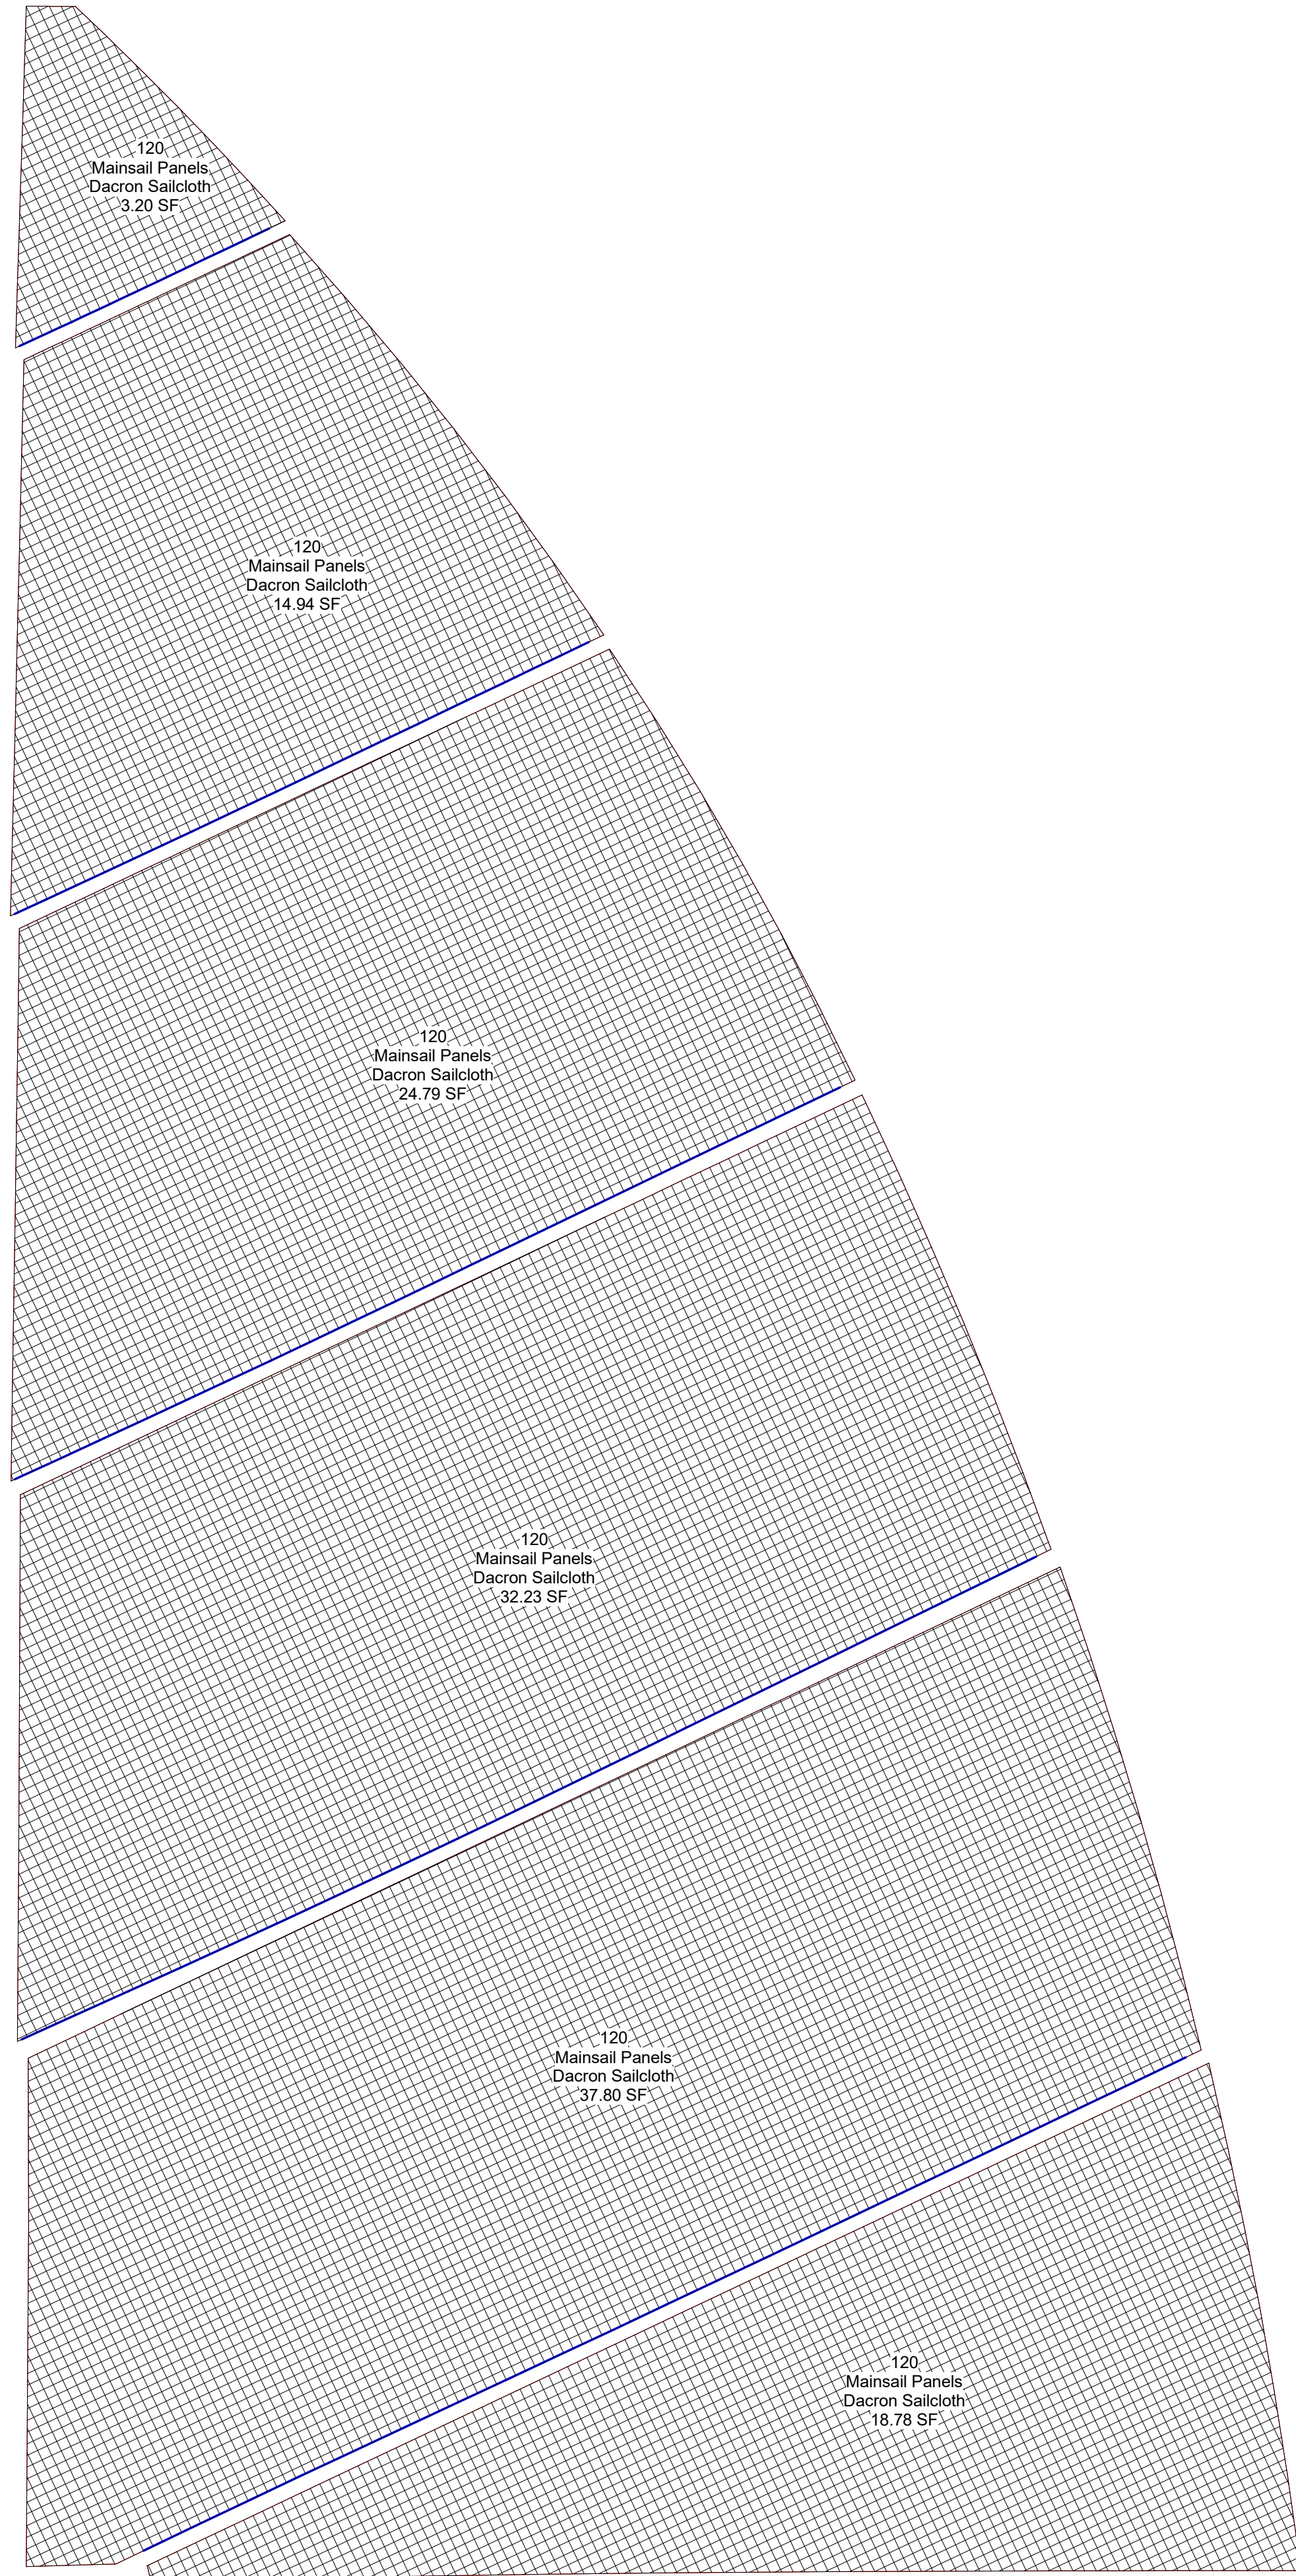 120
Mainsail Panels
Dacron Sailcloth
3.20 SF
120
Mainsail Panels
Dacron Sailcloth
14.94 SF
120
Mainsail Panels
Dacron Sailcloth
24.79 SF
120
Mainsail Panels
Dacron Sailcloth
32.23 SF
120
Mainsail Panels
Dacron Sailcloth
37.80 SF
120
Mainsail Panels
Dacron Sailcloth
18.78 SF